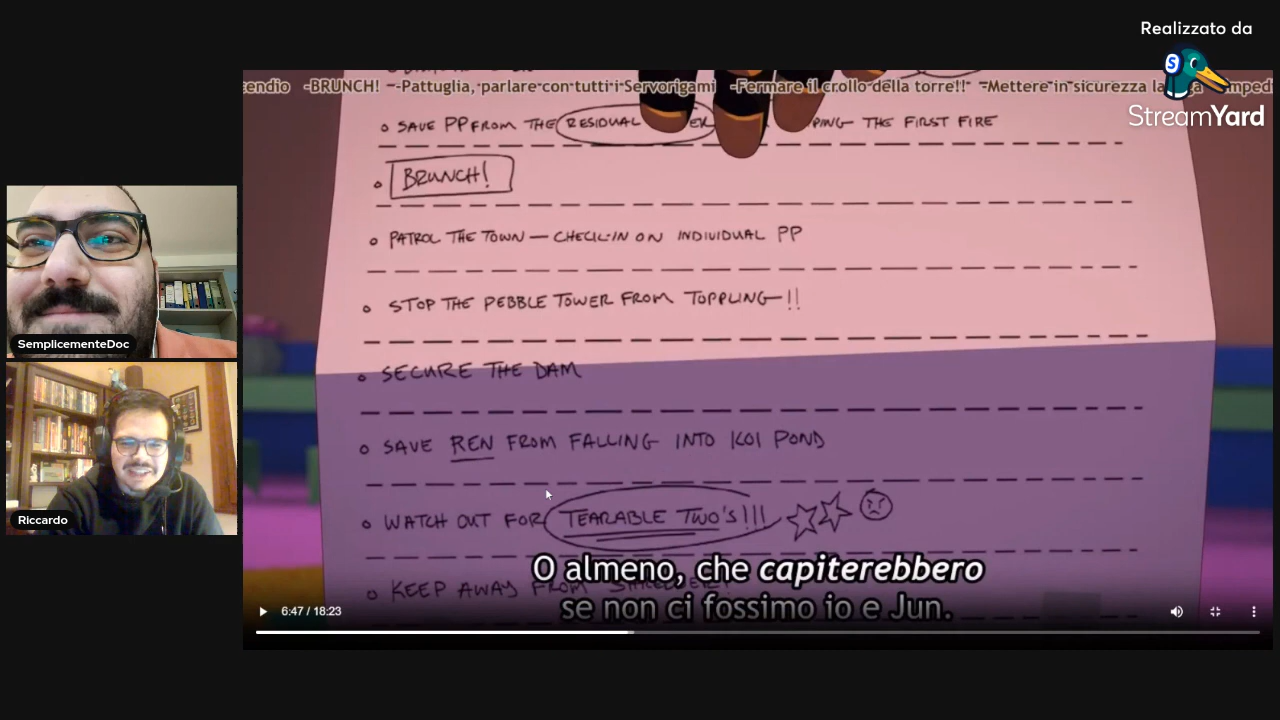 Realizzato da
StreamYard
endio -BRUNCH! -Pattuglia, parlare con tutti i Servorigami -Fermare il crollo della torre!! -Mettere in sicurezza la
SAVE PP FROM THE RESIDUAL THE FIRST FIRE
BRUNCH!
PATROL THE TOWN — CHECK-IN ON INDIVIDUAL PP
STOP THE PEBBLE TOWER FROM TOPPLING—!!
SECURE THE DAM
SAVE REN FROM FALLING INTO KOI POND
WATCH OUT FOR TEARABLE TWO'S!!!
KEEP AWAY FROM
O almeno, che capiterebbero
se non ci fossimo io e Jun.
6:47 / 18:23
SemplicementeDoc
Riccardo